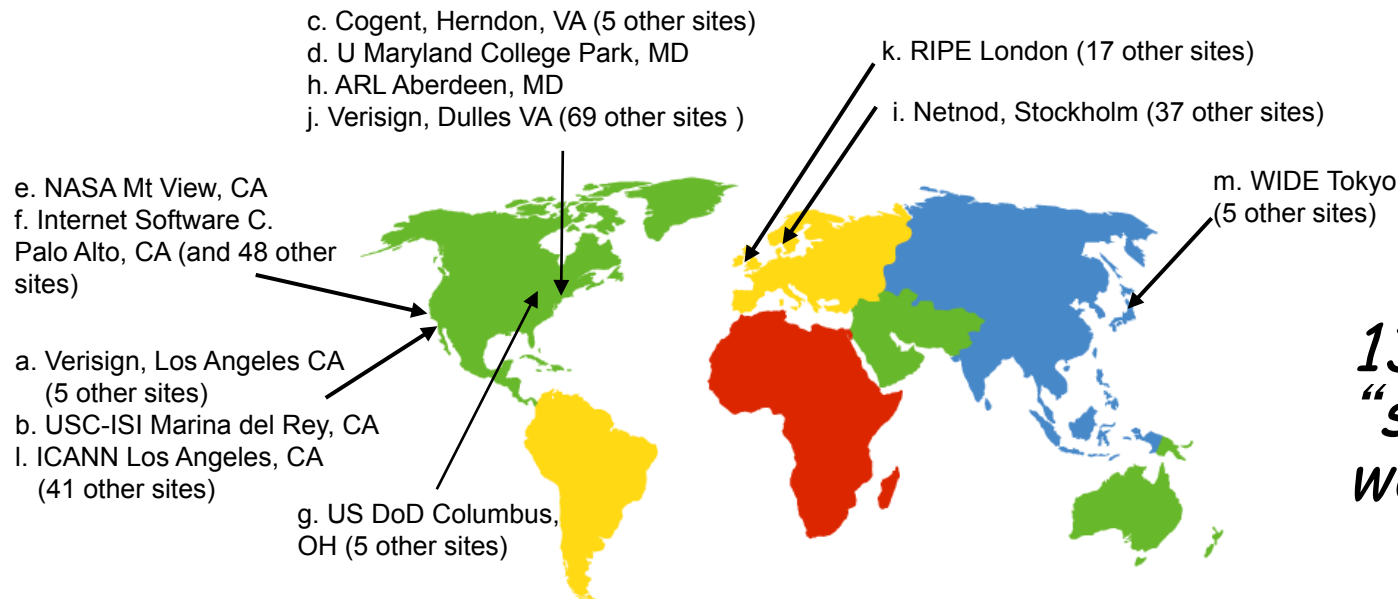 c. Cogent, Herndon, VA (5 other sites)
d. U Maryland College Park, MD
h. ARL Aberdeen, MD
j. Verisign, Dulles VA (69 other sites )
k. RIPE London (17 other sites)
i. Netnod, Stockholm (37 other sites)
m. WIDE Tokyo
(5 other sites)
e. NASA Mt View, CA
f. Internet Software C.
Palo Alto, CA (and 48 other
sites)
a. Verisign, Los Angeles CA
(5 other sites)
b. USC-ISI Marina del Rey, CA
l. ICANN Los Angeles, CA
(41 other sites)
g. US DoD Columbus,
OH (5 other sites)